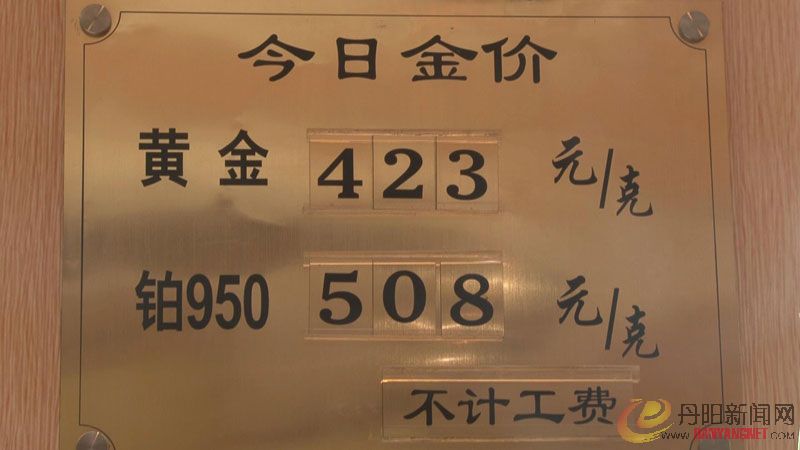 今日金价
黄金 423 元/克
铂950 508 元/克
不计工费
丹阳新闻网
www.DANYANGNET.com